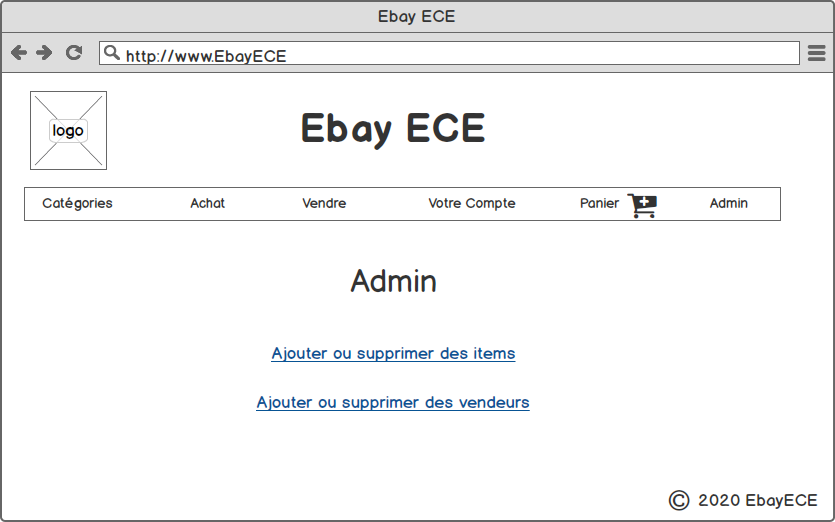 Ebay ECE
http://www.EbayECE
logo
Ebay ECE
Catégories Achat Vendre Votre Compte Panier Admin
Admin
Ajouter ou supprimer des items
Ajouter ou supprimer des vendeurs
© 2020 EbayECE